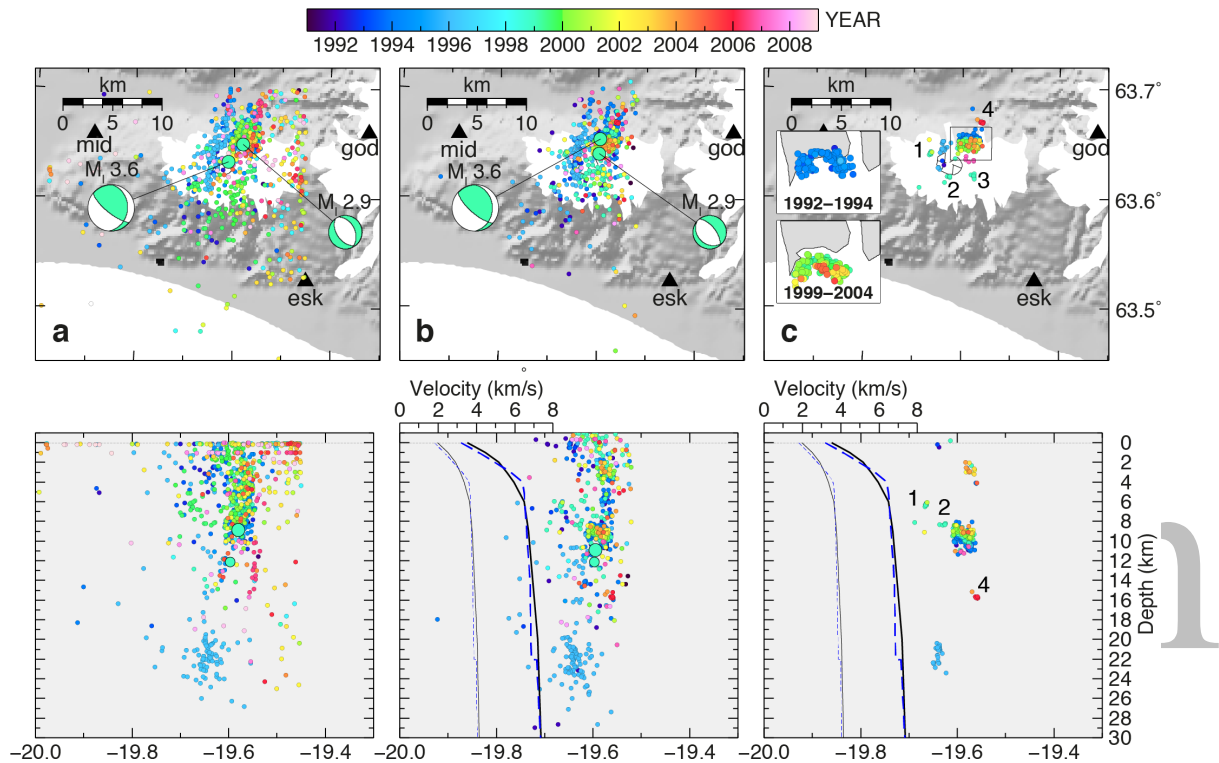 YEAR
1992 1994 1996 1998 2000 2002 2004 2006 2008
km
0 5 10
mid
god
Ml 3.6
Ml 2.9
esk
a
km
0 5 10
mid
god
Ml 3.6
Ml 2.9
esk
b
km
0 5 10
4
god
1
2
3
1992−1994
1999−2004
esk
c
63.7°
63.6°
63.5°
°
Velocity (km/s)
0 2 4 6 8
Velocity (km/s)
0 2 4 6 8
1
2
4
0
2
4
6
8
10
12
14
16
18
20
22
24
26
28
30
Depth (km)
n
−20.0 −19.8 −19.6 −19.4
−20.0 −19.8 −19.6 −19.4
−20.0 −19.8 −19.6 −19.4